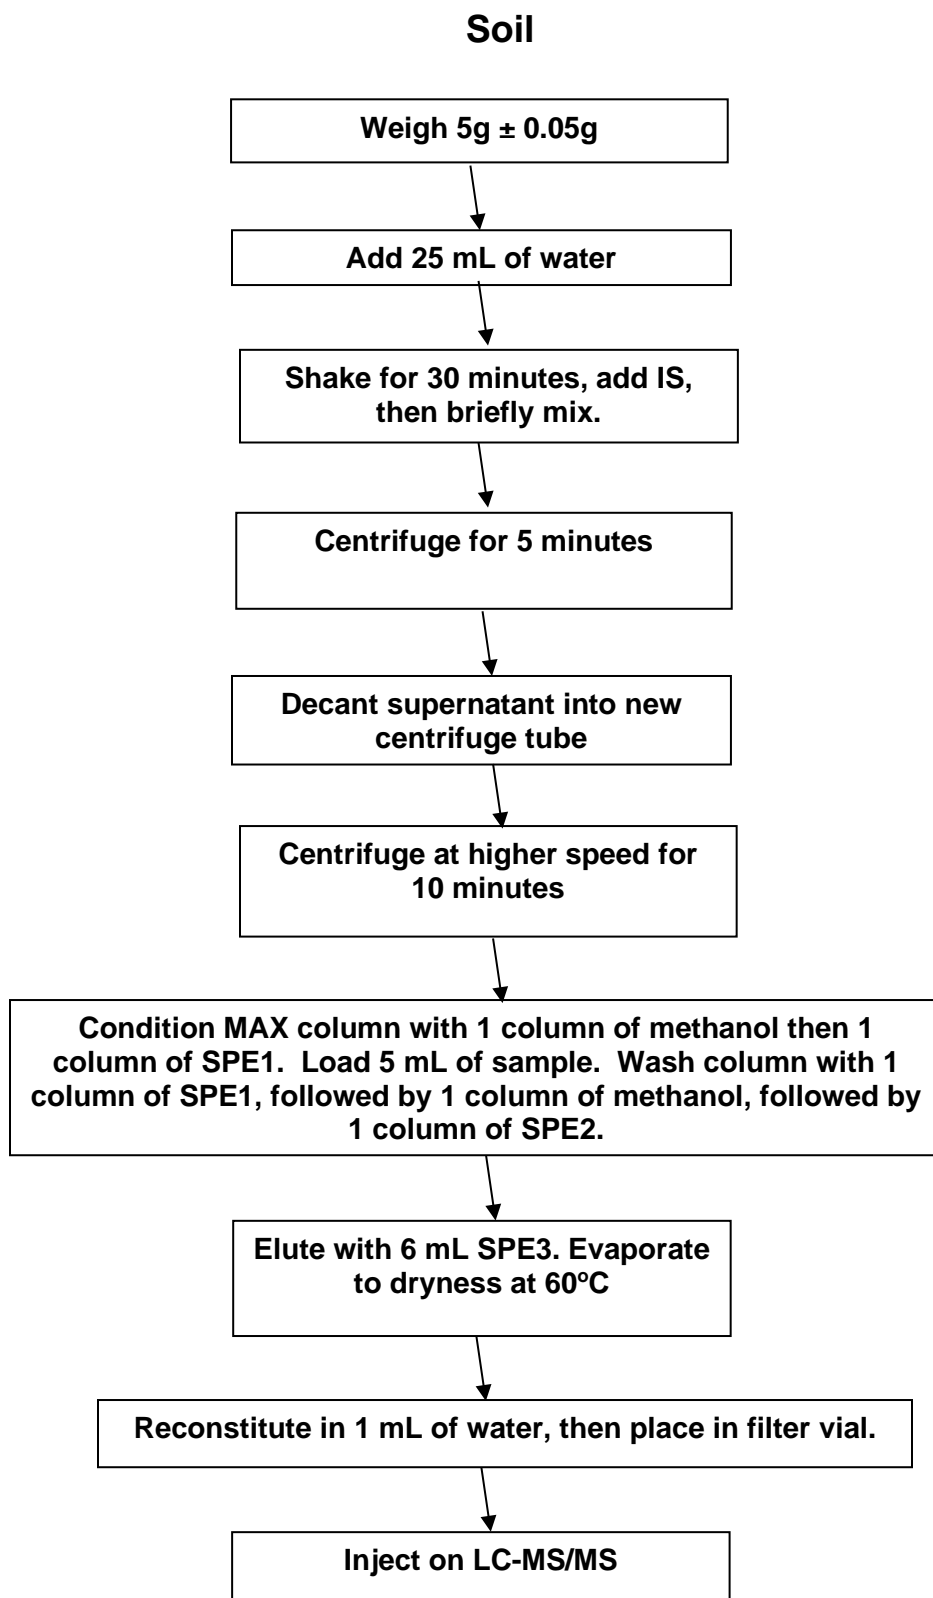 Soil
Weigh 5g ± 0.05g
Add 25 mL of water
Shake for 30 minutes, add IS,
then briefly mix.
Centrifuge for 5 minutes
Decant supernatant into new
centrifuge tube
Centrifuge at higher speed for
10 minutes
Condition MAX column with 1 column of methanol then 1
column of SPE1.  Load 5 mL of sample.  Wash column with 1
column of SPE1, followed by 1 column of methanol, followed by
1 column of SPE2.
Elute with 6 mL SPE3. Evaporate
to dryness at 60ºC
Reconstitute in 1 mL of water, then place in filter vial.
Inject on LC-MS/MS